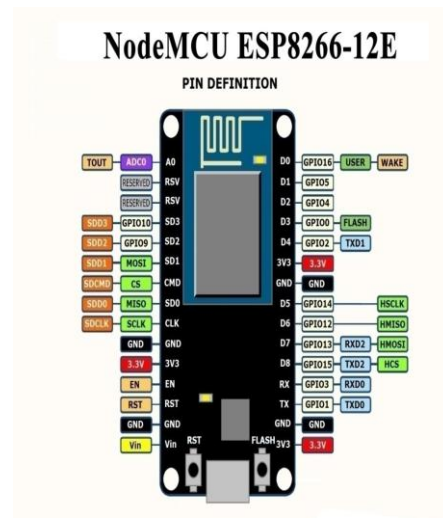 NodeMCU ESP8266-12E
PIN DEFINITION
TOUT ADC0 A0 D0 GPIO16 USER WAKE
RESERVED RSV D1 GPIO5
RESERVED RSV D2 GPIO4
SDD3 GPIO10 SD3 D3 GPIO0 FLASH
SDD2 GPIO9 SD2 D4 GPIO2 TXD1
SDD1 MOSI SD1 3V3 3.3V
SDCMD CS CMD GND GND
SDD0 MISO SD0 D5 GPIO14 HSCLK
SDCLK SCLK CLK D6 GPIO12 HMISO
GND GND D7 GPIO13 RXD2 HMOSI
3.3V 3V3 D8 GPIO15 TXD2 HCS
EN EN RX GPIO3 RXD0
RST RST TX GPIO1 TXD0
GND GND GND GND
Vin Vin RST FLASH 3V3 3.3V